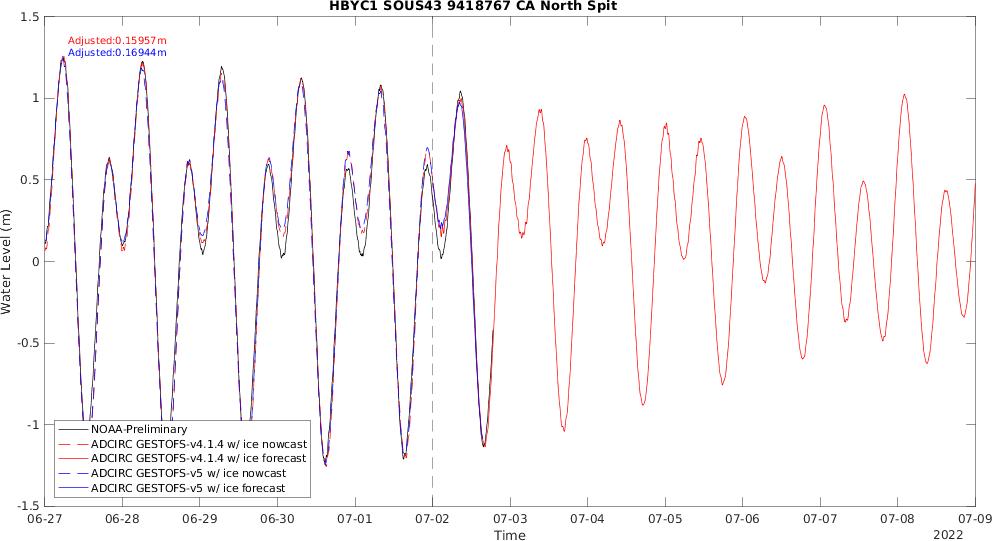 HBYC1 SOUS43 9418767 CA North Spit
Adjusted:0.15957m
Adjusted:0.16944m
1.5
1
0.5
0
-0.5
-1
-1.5
Water Level (m)
NOAA-Preliminary
ADCIRC GESTOFS-v4.1.4 w/ ice nowcast
ADCIRC GESTOFS-v4.1.4 w/ ice forecast
ADCIRC GESTOFS-v5 w/ ice nowcast
ADCIRC GESTOFS-v5 w/ ice forecast
06-27 06-28 06-29 06-30 07-01 07-02 07-03 07-04 07-05 07-06 07-07 07-08 07-09
Time
2022